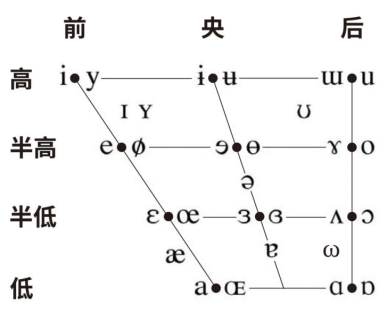 前 央 后
高 i y ɨ ʉ ɯ u
ɪ ʏ ʊ
半高 e ø ɘ ɵ ɤ o
ə
半低 ɛ œ ɜ ɞ ʌ ɔ
æ ɐ ω
低 a ɶ ɑ ɒ